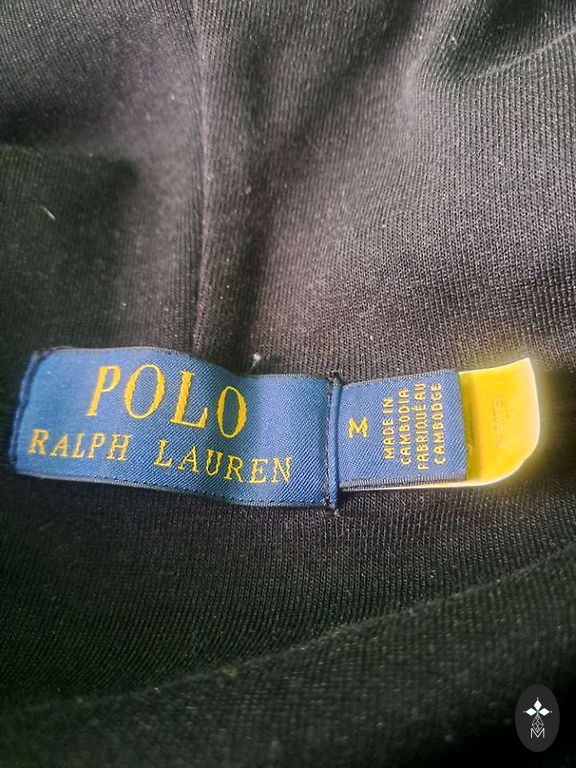 POLO
RALPH LAUREN
M
MADE IN
CAMBODIA
FABRIQUÉ AU
CAMBODGE
M